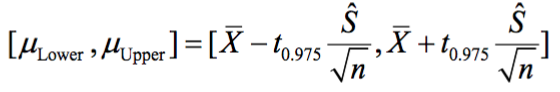 [μ_Lower , μ_Upper] = [X̅ − t_0.975 Ŝ/√n , X̅ + t_0.975 Ŝ/√n]